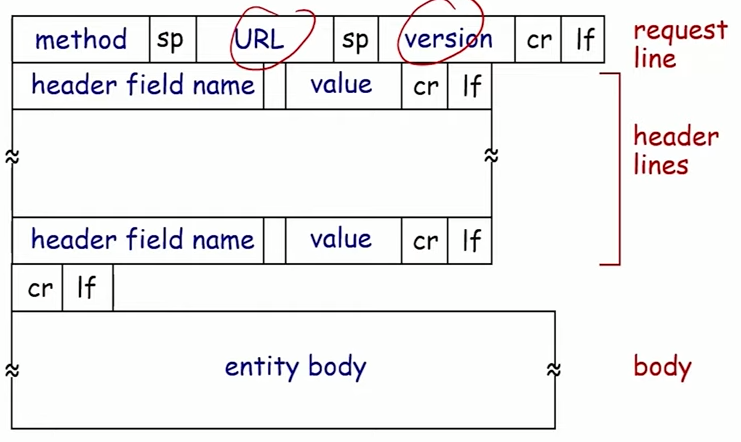 method sp URL sp version cr lf request
line
header field name value cr lf
header
lines
header field name value cr lf
cr lf
entity body body